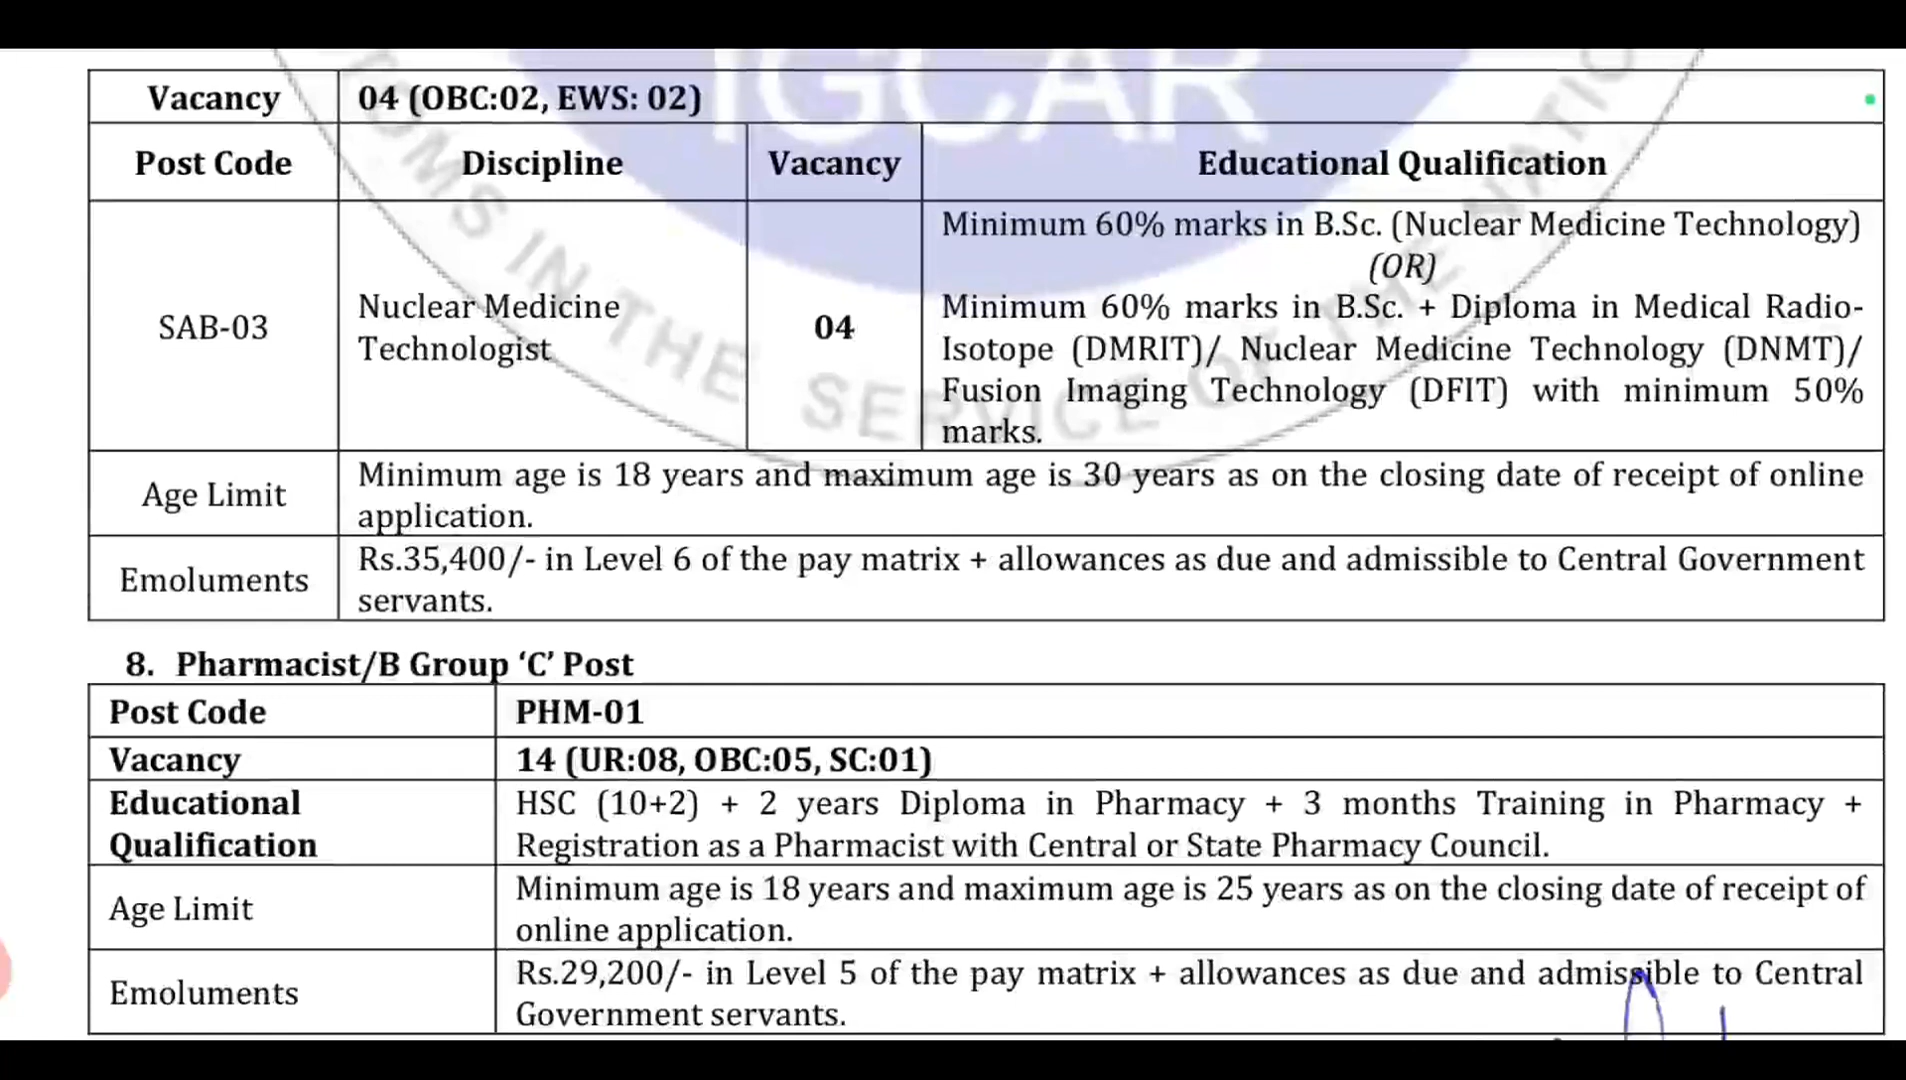 IGCAR
ATOMS IN THE SERVICE OF THE NATION
Vacancy 04 (OBC:02, EWS: 02)
Post Code Discipline Vacancy Educational Qualification
SAB-03
Nuclear Medicine
Technologist
04
Minimum 60% marks in B.Sc. (Nuclear Medicine Technology)
(OR)
Minimum 60% marks in B.Sc. + Diploma in Medical Radio-
Isotope (DMRIT)/ Nuclear Medicine Technology (DNMT)/
Fusion Imaging Technology (DFIT) with minimum 50%
marks.
Age Limit
Minimum age is 18 years and maximum age is 30 years as on the closing date of receipt of online
application.
Emoluments
Rs.35,400/- in Level 6 of the pay matrix + allowances as due and admissible to Central Government
servants.
8. Pharmacist/B Group ‘C’ Post
Post Code PHM-01
Vacancy 14 (UR:08, OBC:05, SC:01)
Educational
Qualification
HSC (10+2) + 2 years Diploma in Pharmacy + 3 months Training in Pharmacy +
Registration as a Pharmacist with Central or State Pharmacy Council.
Age Limit
Minimum age is 18 years and maximum age is 25 years as on the closing date of receipt of
online application.
Emoluments
Rs.29,200/- in Level 5 of the pay matrix + allowances as due and admissible to Central
Government servants.